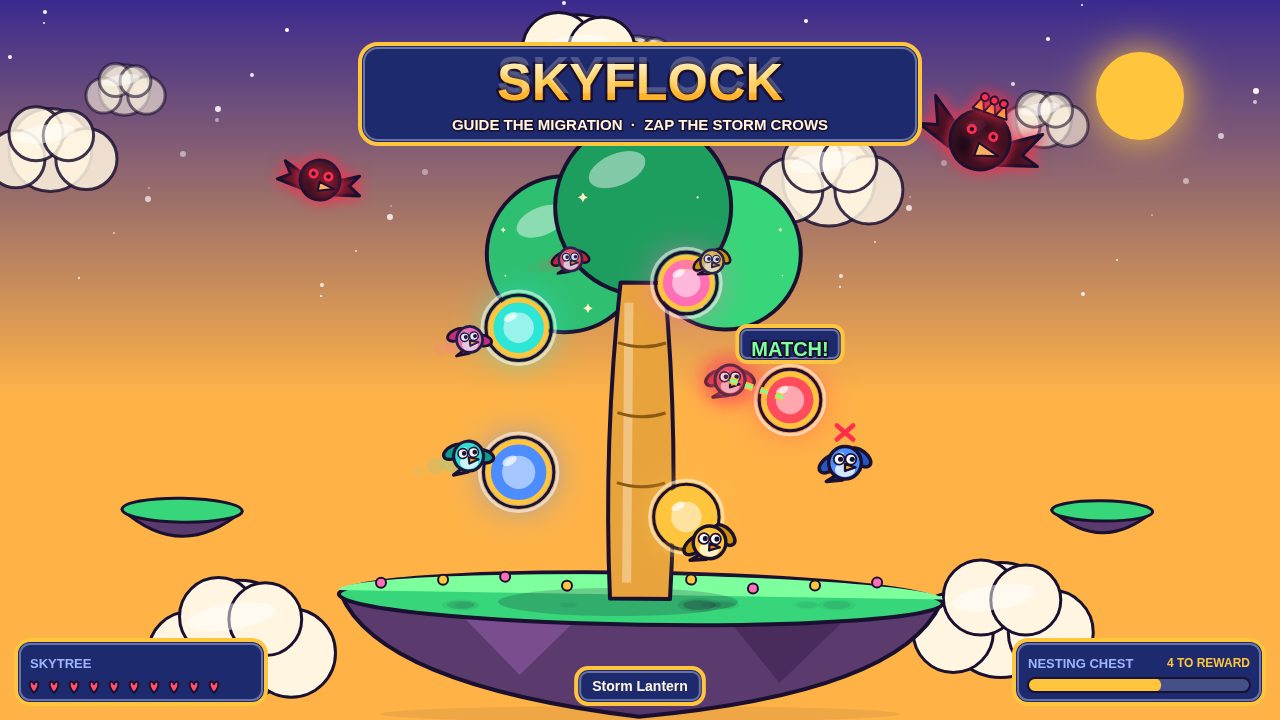 SKYFLOCK
GUIDE THE MIGRATION · ZAP THE STORM CROWS
MATCH!
SKYTREE
Storm Lantern
NESTING CHEST 4 TO REWARD